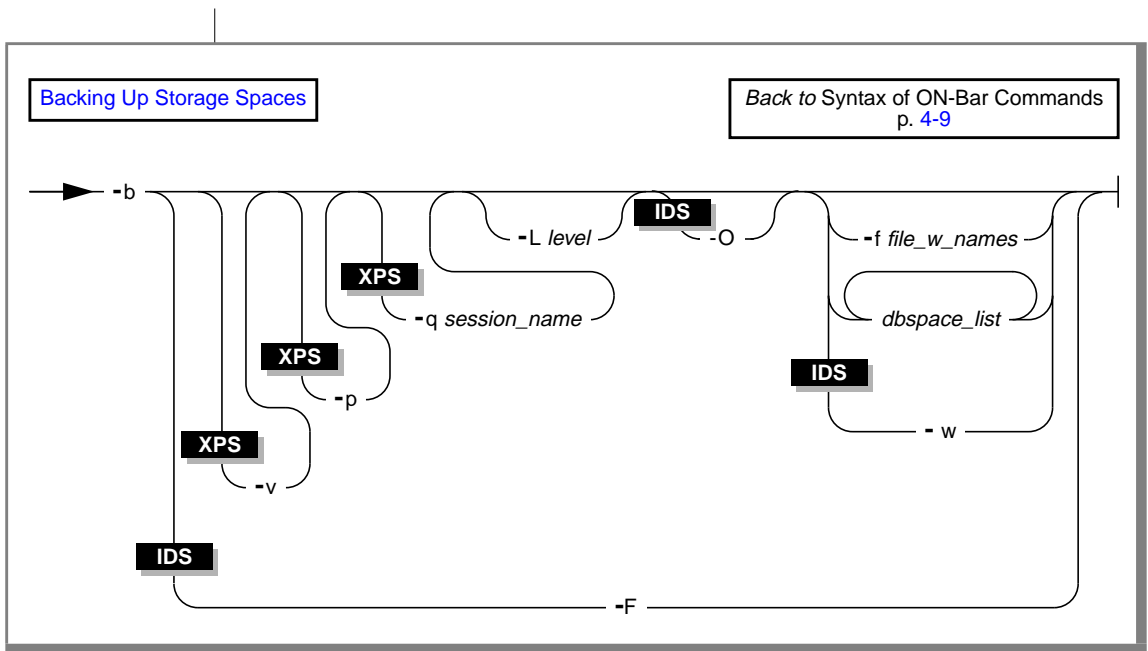 Backing Up Storage Spaces
Back to Syntax of ON-Bar Commands
p. 4-9
-b
-L level
IDS
-O
-f file_w_names
XPS
-q session_name
dbspace_list
XPS
-p
IDS
- w
XPS
-v
IDS
-F